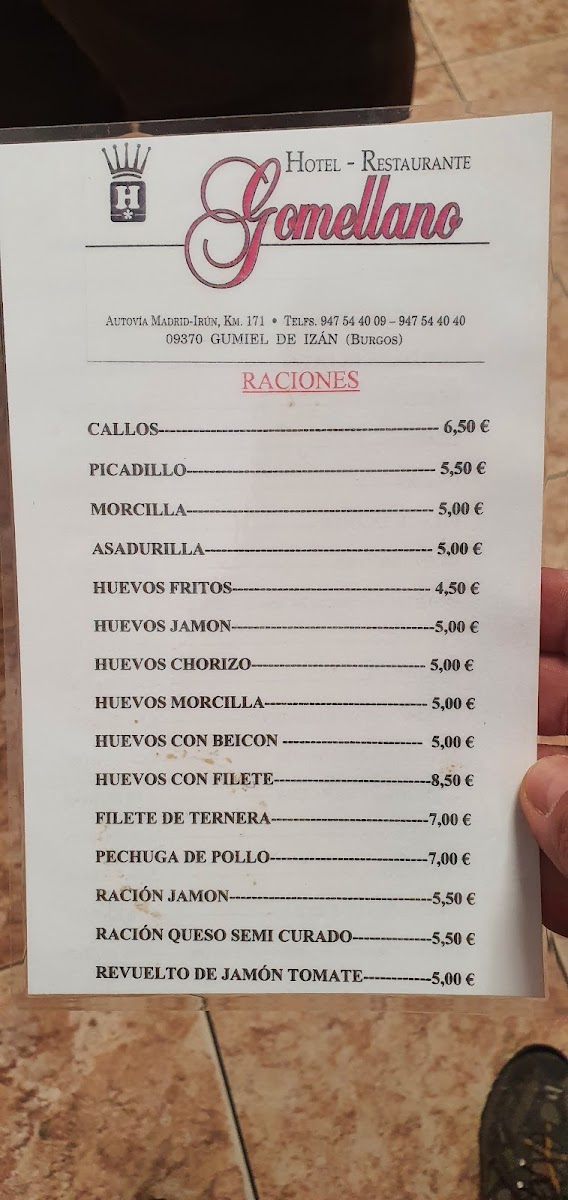 H
HOTEL - RESTAURANTE
Gomellano
AUTOVÍA MADRID-IRÚN, KM. 171 • TELFS. 947 54 40 09 – 947 54 40 40
09370 GUMIEL DE IZÁN (BURGOS)
RACIONES
CALLOS------------------------------------------ 6,50 €
PICADILLO------------------------------------- 5,50 €
MORCILLA------------------------------------- 5,00 €
ASADURILLA---------------------------------- 5,00 €
HUEVOS FRITOS------------------------------ 4,50 €
HUEVOS JAMON------------------------------5,00 €
HUEVOS CHORIZO-------------------------- 5,00 €
HUEVOS MORCILLA------------------------ 5,00 €
HUEVOS CON BEICON --------------------- 5,00 €
HUEVOS CON FILETE-----------------------8,50 €
FILETE DE TERNERA-----------------------7,00 €
PECHUGA DE POLLO-----------------------7,00 €
RACIÓN JAMON------------------------------5,50 €
RACIÓN QUESO SEMI CURADO------------5,50 €
REVUELTO DE JAMÓN TOMATE----------5,00 €